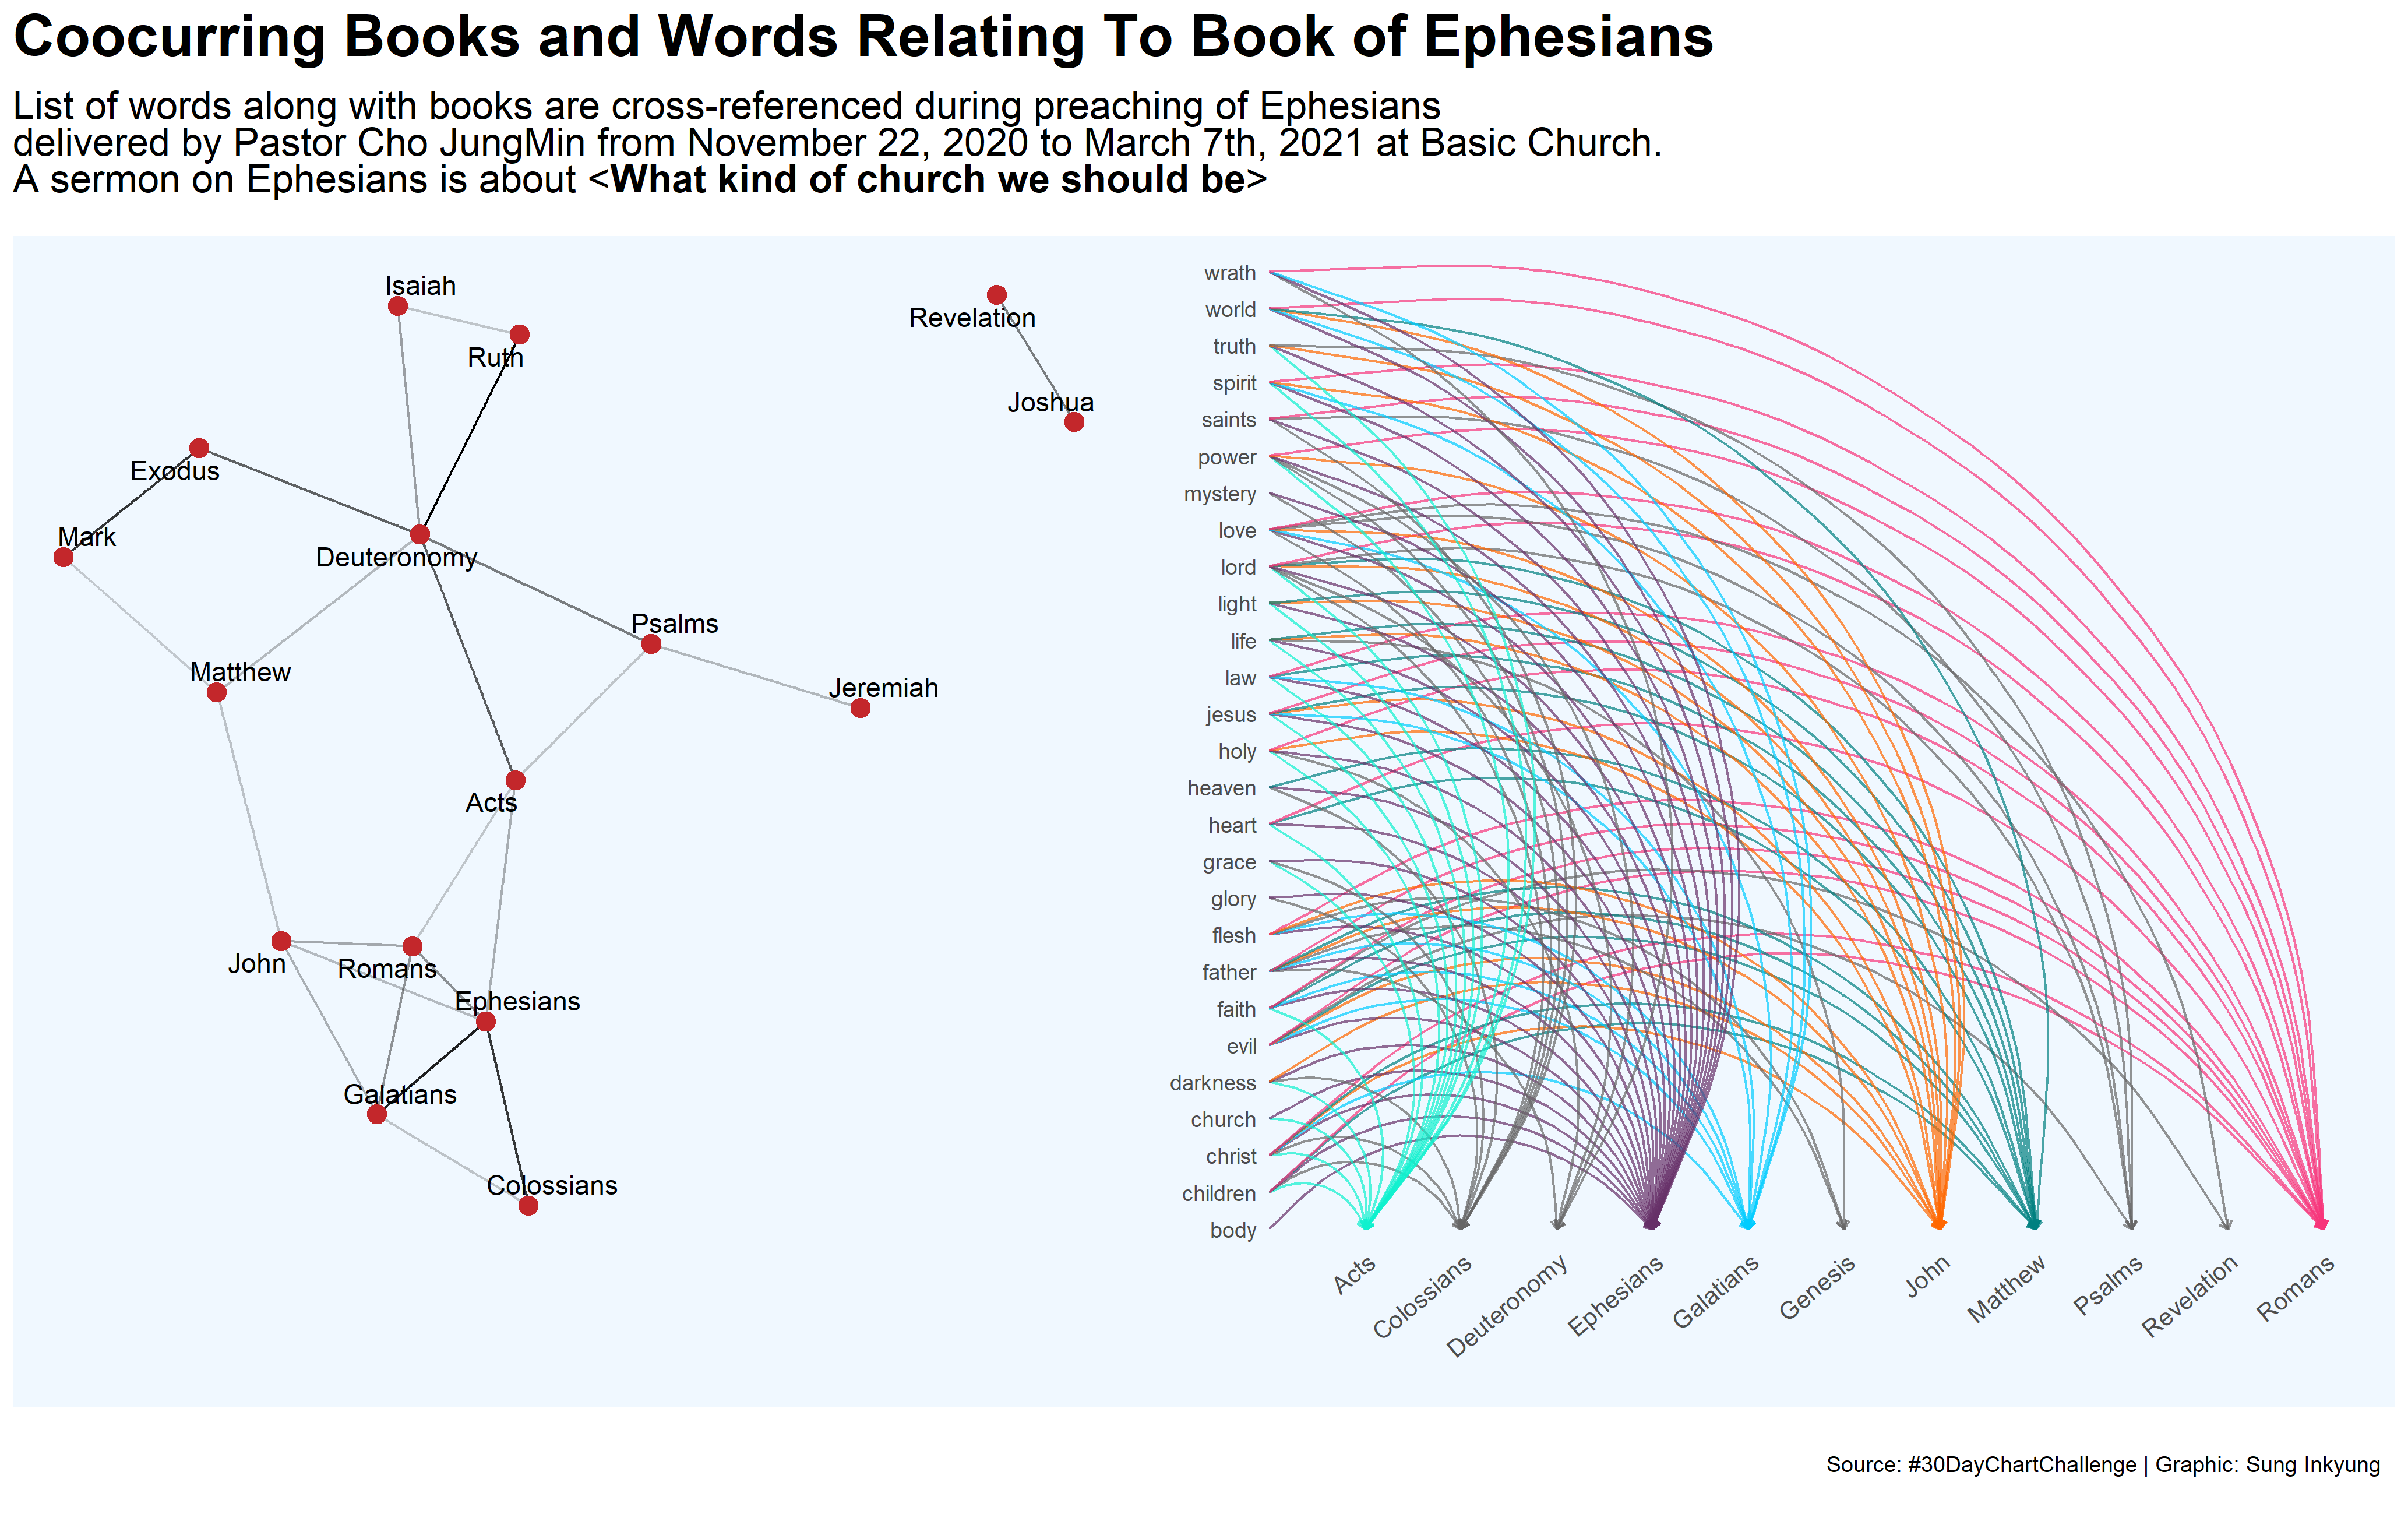 Coocurring Books and Words Relating To Book of Ephesians
List of words along with books are cross-referenced during preaching of Ephesians
delivered by Pastor Cho JungMin from November 22, 2020 to March 7th, 2021 at Basic Church.
A sermon on Ephesians is about <What kind of church we should be>
Isaiah
Ruth
Revelation
Joshua
Exodus
Mark
Deuteronomy
Psalms
Matthew
Jeremiah
Acts
John
Romans
Ephesians
Galatians
Colossians
wrath
world
truth
spirit
saints
power
mystery
love
lord
light
life
law
jesus
holy
heaven
heart
grace
glory
flesh
father
faith
evil
darkness
church
christ
children
body
Acts
Colossians
Deuteronomy
Ephesians
Galatians
Genesis
John
Matthew
Psalms
Revelation
Romans
Source: #30DayChartChallenge | Graphic: Sung Inkyung